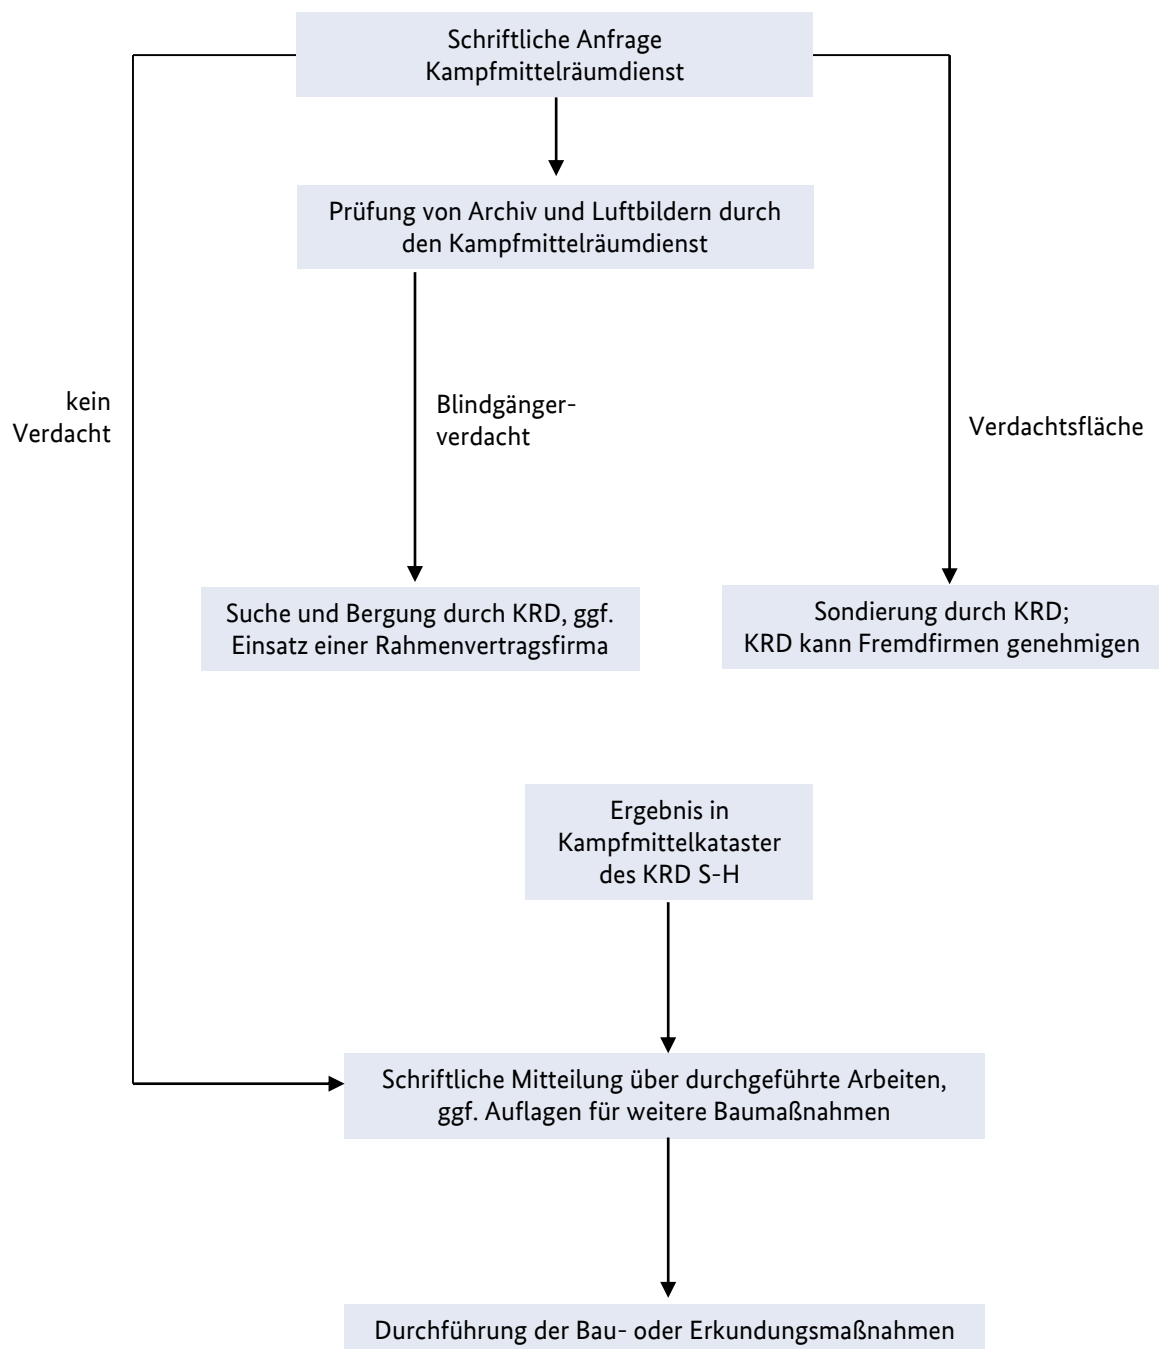 Schriftliche Anfrage
Kampfmittelräumdienst
Prüfung von Archiv und Luftbildern durch
den Kampfmittelräumdienst
kein
Verdacht
Blindgänger-
verdacht
Verdachtsfläche
Suche und Bergung durch KRD, ggf.
Einsatz einer Rahmenvertragsfirma
Sondierung durch KRD;
KRD kann Fremdfirmen genehmigen
Ergebnis in
Kampfmittelkataster
des KRD S-H
Schriftliche Mitteilung über durchgeführte Arbeiten,
ggf. Auflagen für weitere Baumaßnahmen
Durchführung der Bau- oder Erkundungsmaßnahmen